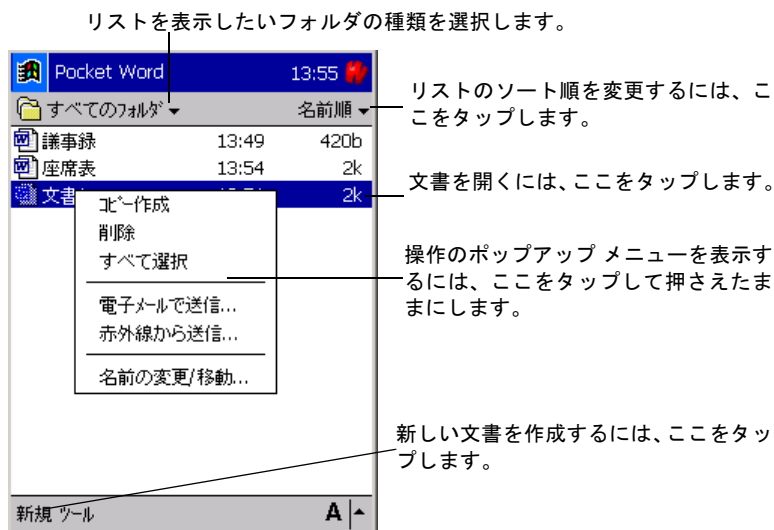 リストを表示したいフォルダの種類を選択します。
Pocket Word 13:55
すべてのフォルダ 名前順
議事録 13:49 420b
座席表 13:54 2k
文書 2k
コピー作成
削除
すべて選択
電子メールで送信...
赤外線から送信...
名前の変更/移動...
新規 ツール A
リストのソート順を変更するには、こ
こをタップします。
文書を開くには、ここをタップします。
操作のポップアップ メニューを表示す
るには、ここをタップして押さえたま
まにします。
新しい文書を作成するには、ここをタッ
プします。